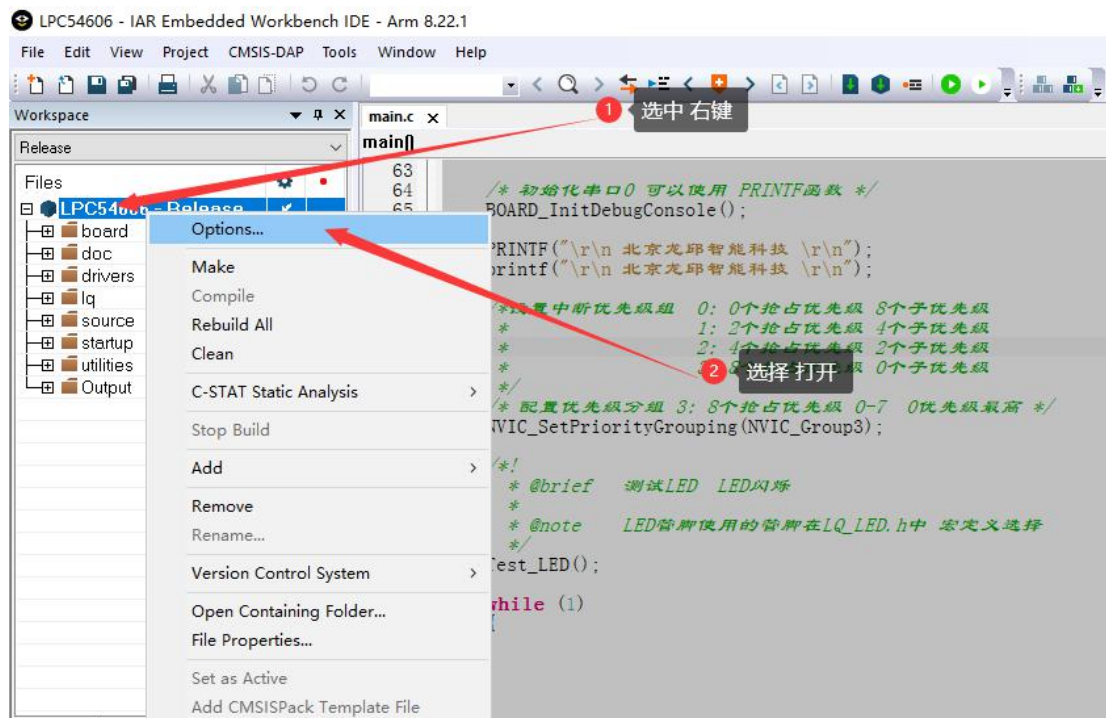 LPC54606 - IAR Embedded Workbench IDE - Arm 8.22.1
File Edit View Project CMSIS-DAP Tools Window Help
Workspace
main.c
1 选中 右键
Release
main()
Files
63
64 /* 初始化串口0 可以使用 PRINTF函数 */
65 BOARD_InitDebugConsole();
LPC54606 - Release
board
doc
drivers
lq
source
startup
utilities
Output
Options...
Make
Compile
Rebuild All
Clean
C-STAT Static Analysis
Stop Build
Add
Remove
Rename...
Version Control System
Open Containing Folder...
File Properties...
Set as Active
Add CMSISPack Template File
PRINTF("\r\n 北京龙邱智能科技 \r\n");
printf("\r\n 北京龙邱智能科技 \r\n");
/*设置中断优先级组 0: 0个抢占优先级 8个子优先级
* 1: 2个抢占优先级 4个子优先级
* 2: 4个抢占优先级 2个子优先级
* 优先级 0个子优先级
2 选择 打开
*/
/* 配置优先级分组 3: 8个抢占优先级 0-7 0优先级最高 */
NVIC_SetPriorityGrouping(NVIC_Group3);
/*!
* @brief 测试LED LED闪烁
*
* @note LED管脚使用的管脚在LQ_LED.h中 宏定义选择
*/
Test_LED();
while (1)
{